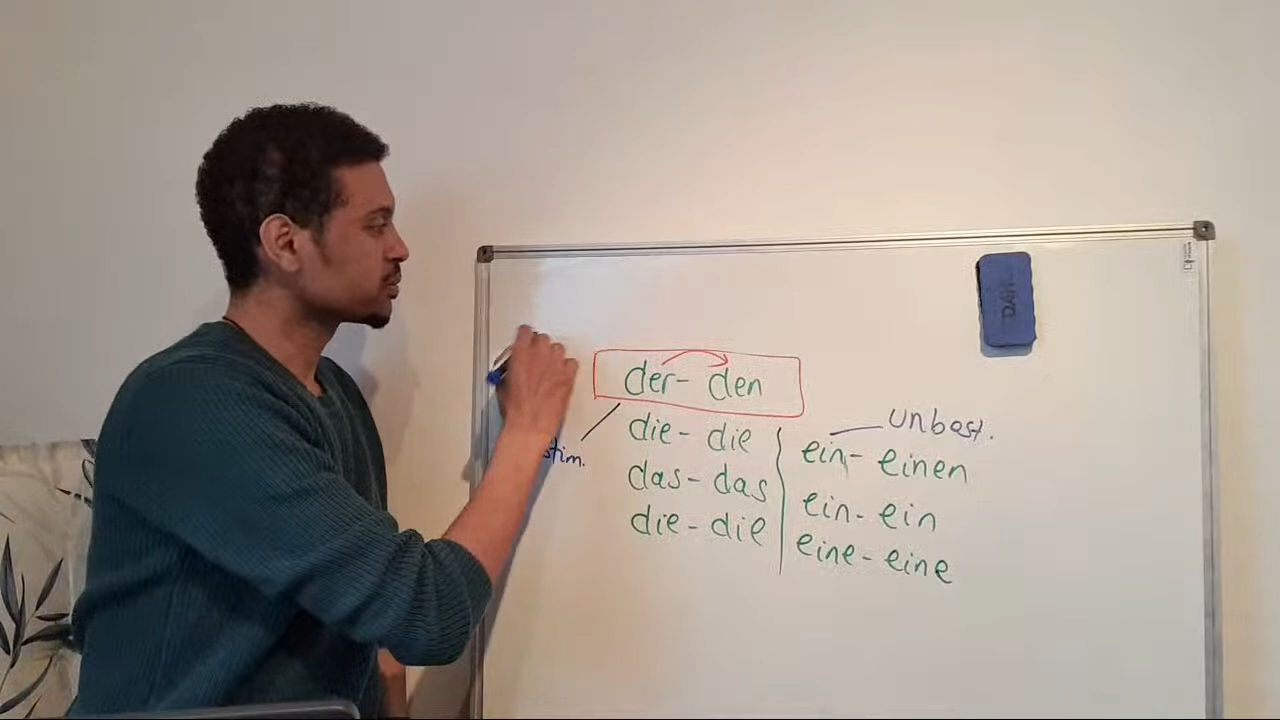 der- den
die- die
das- das
die- die
stim.
unbest.
ein- einen
ein- ein
eine- eine